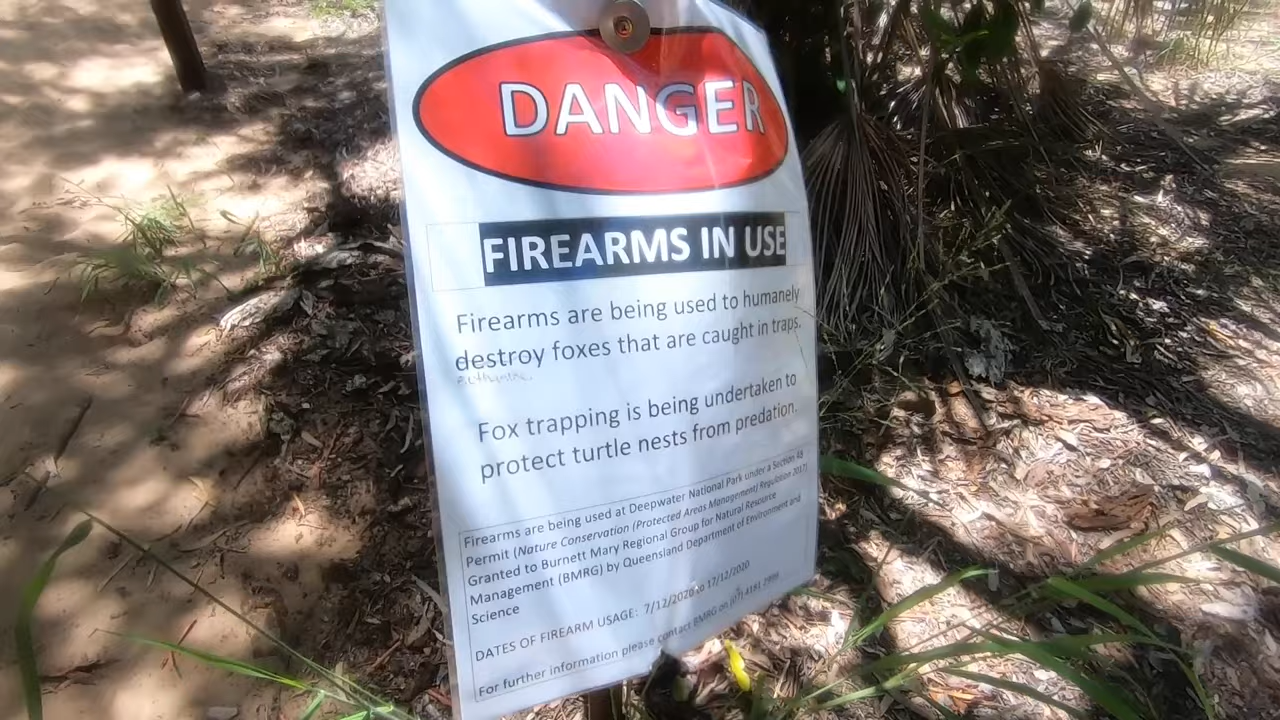 DANGER
FIREARMS IN USE
Firearms are being used to humanely
destroy foxes that are caught in traps.
Fox trapping is being undertaken to
protect turtle nests from predation.
Firearms are being used at Deepwater National Park under a Section 48
Permit (Nature Conservation (Protected Areas Management) Regulation 2017)
Granted to Burnett Mary Regional Group for Natural Resource
Management (BMRG) by Queensland Department of Environment and
Science
DATES OF FIREARM USAGE: 7/12/2020 to 17/12/2020
For further information please contact BMRG on (07) 4181 2999